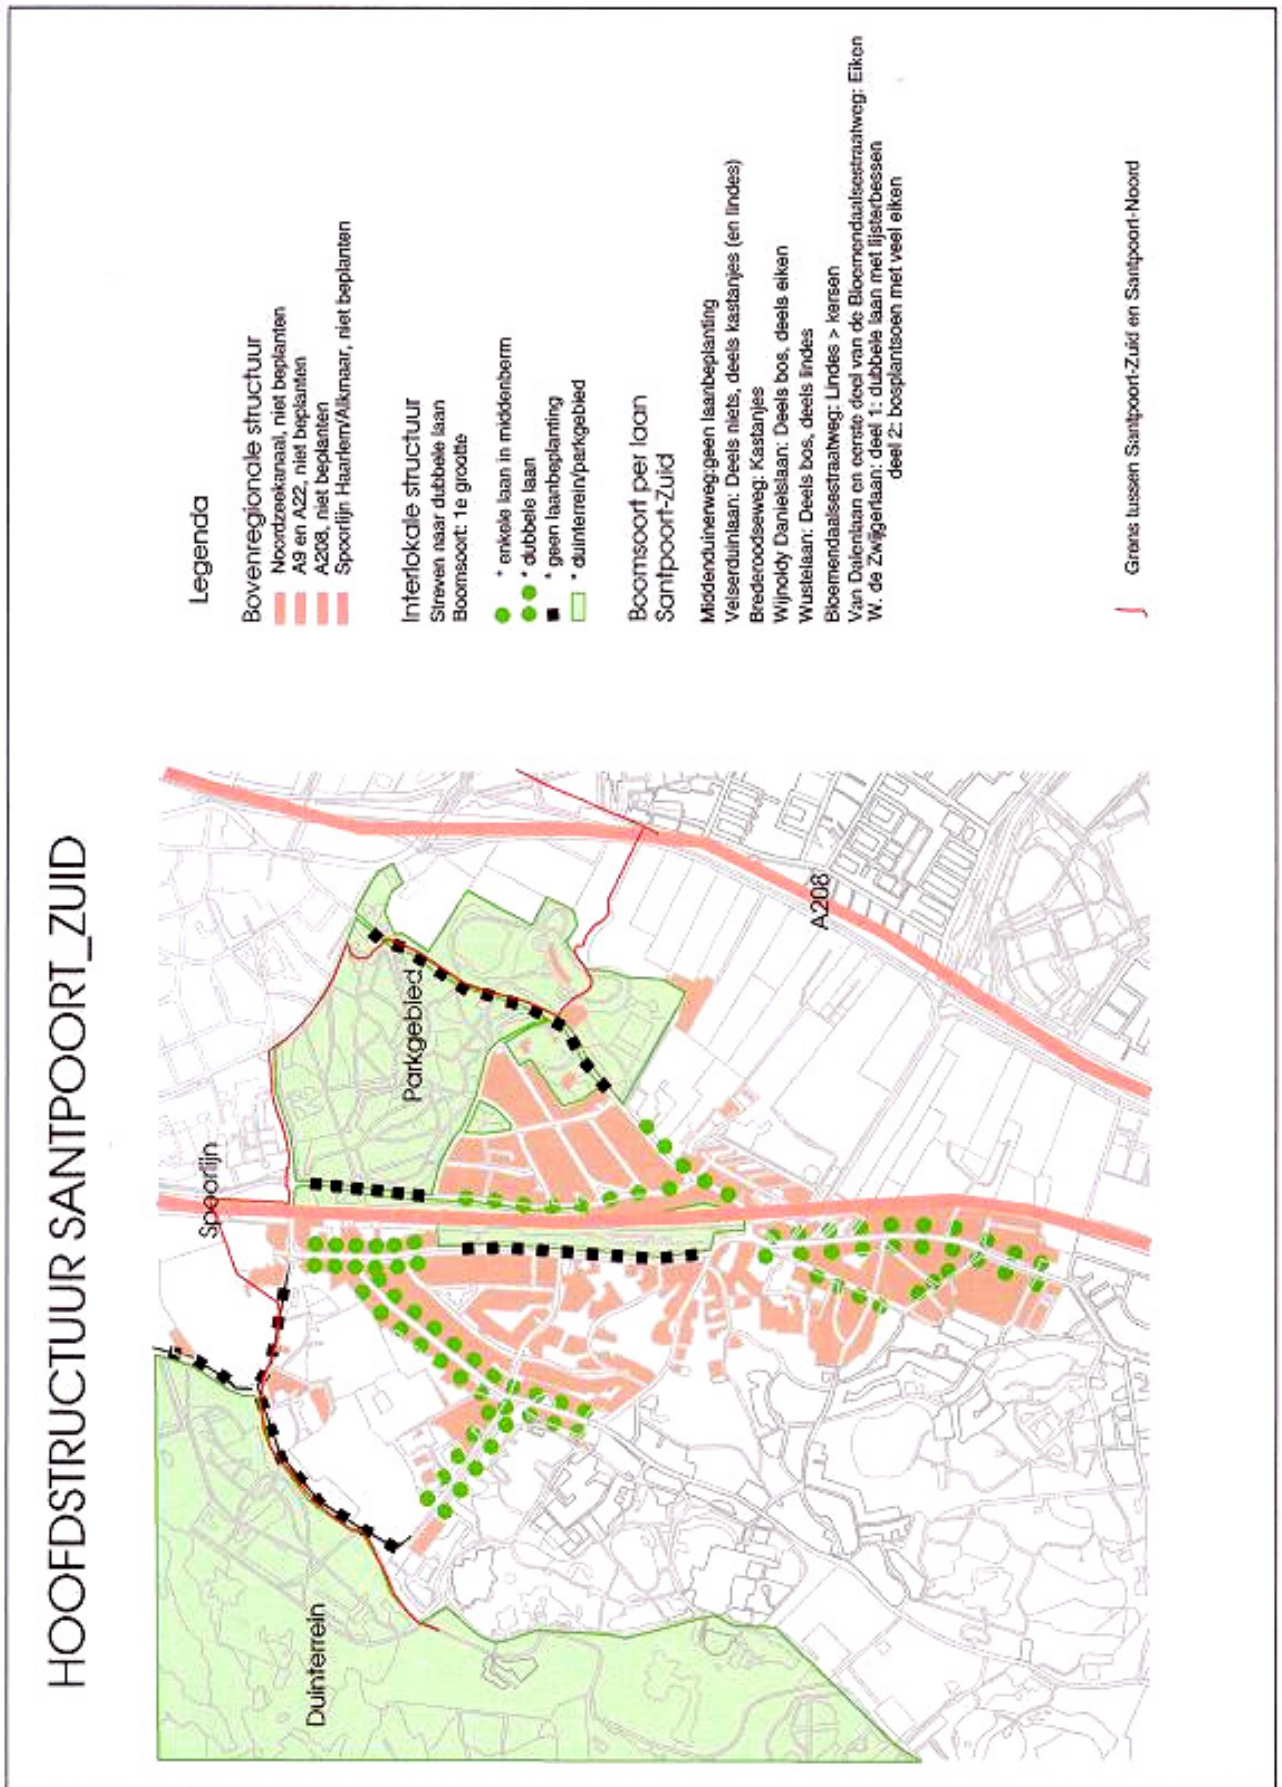 HOOFDSTRUCTUUR SANTPOORT_ZUID
Spoorlijn
Parkgebied
Duinterrein
A208
Legenda
Bovenregionale structuur
Noordzeekanaal, niet beplanten
A9 en A22, niet beplanten
A208, niet beplanten
Spoorlijn Haarlem/Alkmaar, niet beplanten
Interlokale structuur
Streven naar dubbele laan
Boomsoort: 1e grootte
* enkele laan in middenberm
* dubbele laan
* geen laanbeplanting
* duinterrein/parkgebied
Boomsoort per laan
Santpoort-Zuid
Middenduinerweg:geen laanbeplanting
Velserduinlaan: Deels niets, deels kastanjes (en lindes)
Brederoodseweg: Kastanjes
Wijnoldy Danielslaan: Deels bos, deels eiken
Wustelaan: Deels bos, deels lindes
Bloemendaalsestraatweg: Lindes > kersen
Van Dalenlaan en eerste deel van de Bloemendaalsestraatweg: Eiken
W. de Zwijgerlaan: deel 1: dubbele laan met lijsterbessen
deel 2: bosplantsoen met veel eiken
Grens tussen Santpoort-Zuid en Santpoort-Noord